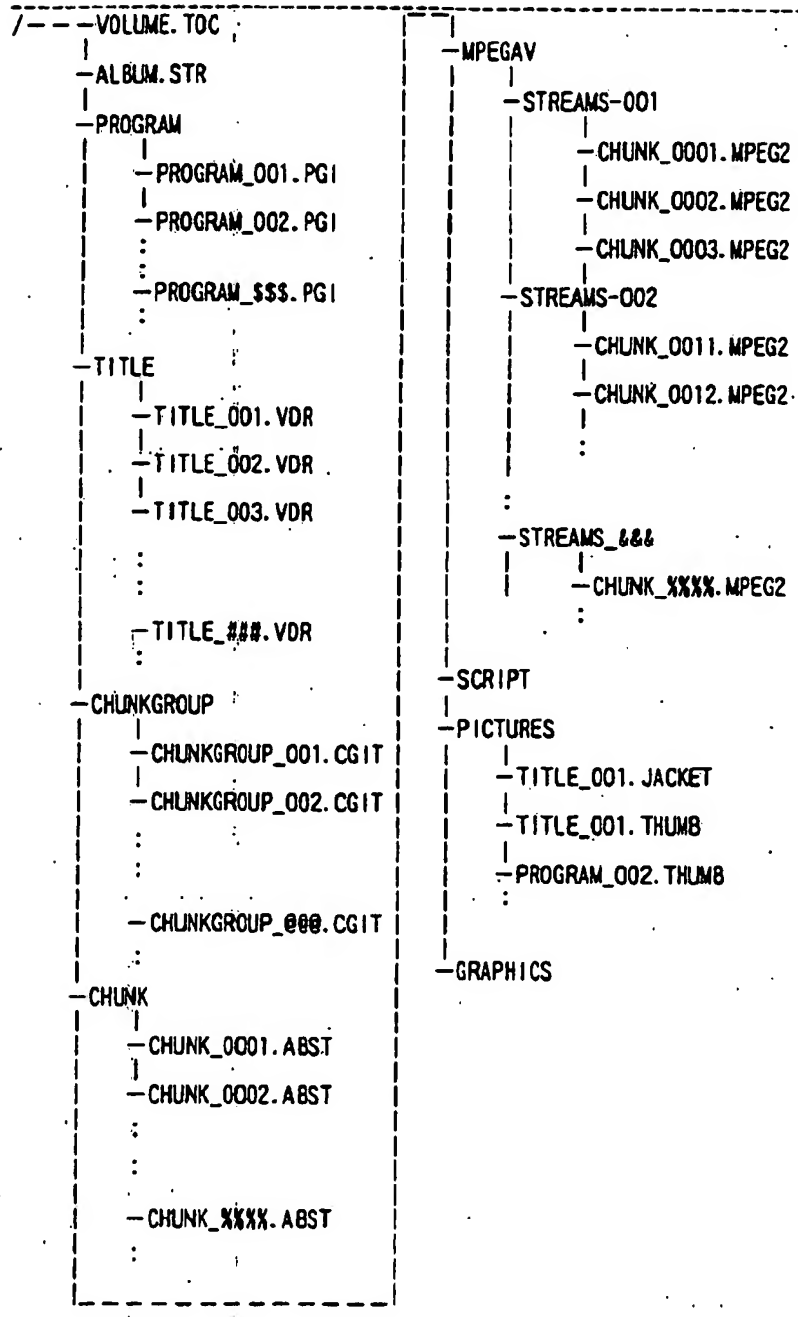 /---VOLUME.TOC
-ALBUM.STR
-PROGRAM
-PROGRAM_001.PGI
-PROGRAM_002.PGI
-PROGRAM_$$$.PGI
-TITLE
-TITLE_001.VDR
-TITLE_002.VDR
-TITLE_003.VDR
-TITLE_###.VDR
-CHUNKGROUP
-CHUNKGROUP_001.CGIT
-CHUNKGROUP_002.CGIT
-CHUNKGROUP_@@@.CGIT
-CHUNK
-CHUNK_0001.ABST
-CHUNK_0002.ABST
-CHUNK_%%%%.ABST
-MPEGAV
-STREAMS-001
-CHUNK_0001.MPEG2
-CHUNK_0002.MPEG2
-CHUNK_0003.MPEG2
-STREAMS-002
-CHUNK_0011.MPEG2
-CHUNK_0012.MPEG2
-STREAMS_&&&
-CHUNK_%%%%.MPEG2
-SCRIPT
-PICTURES
-TITLE_001.JACKET
-TITLE_001.THUMB
-PROGRAM_002.THUMB
-GRAPHICS